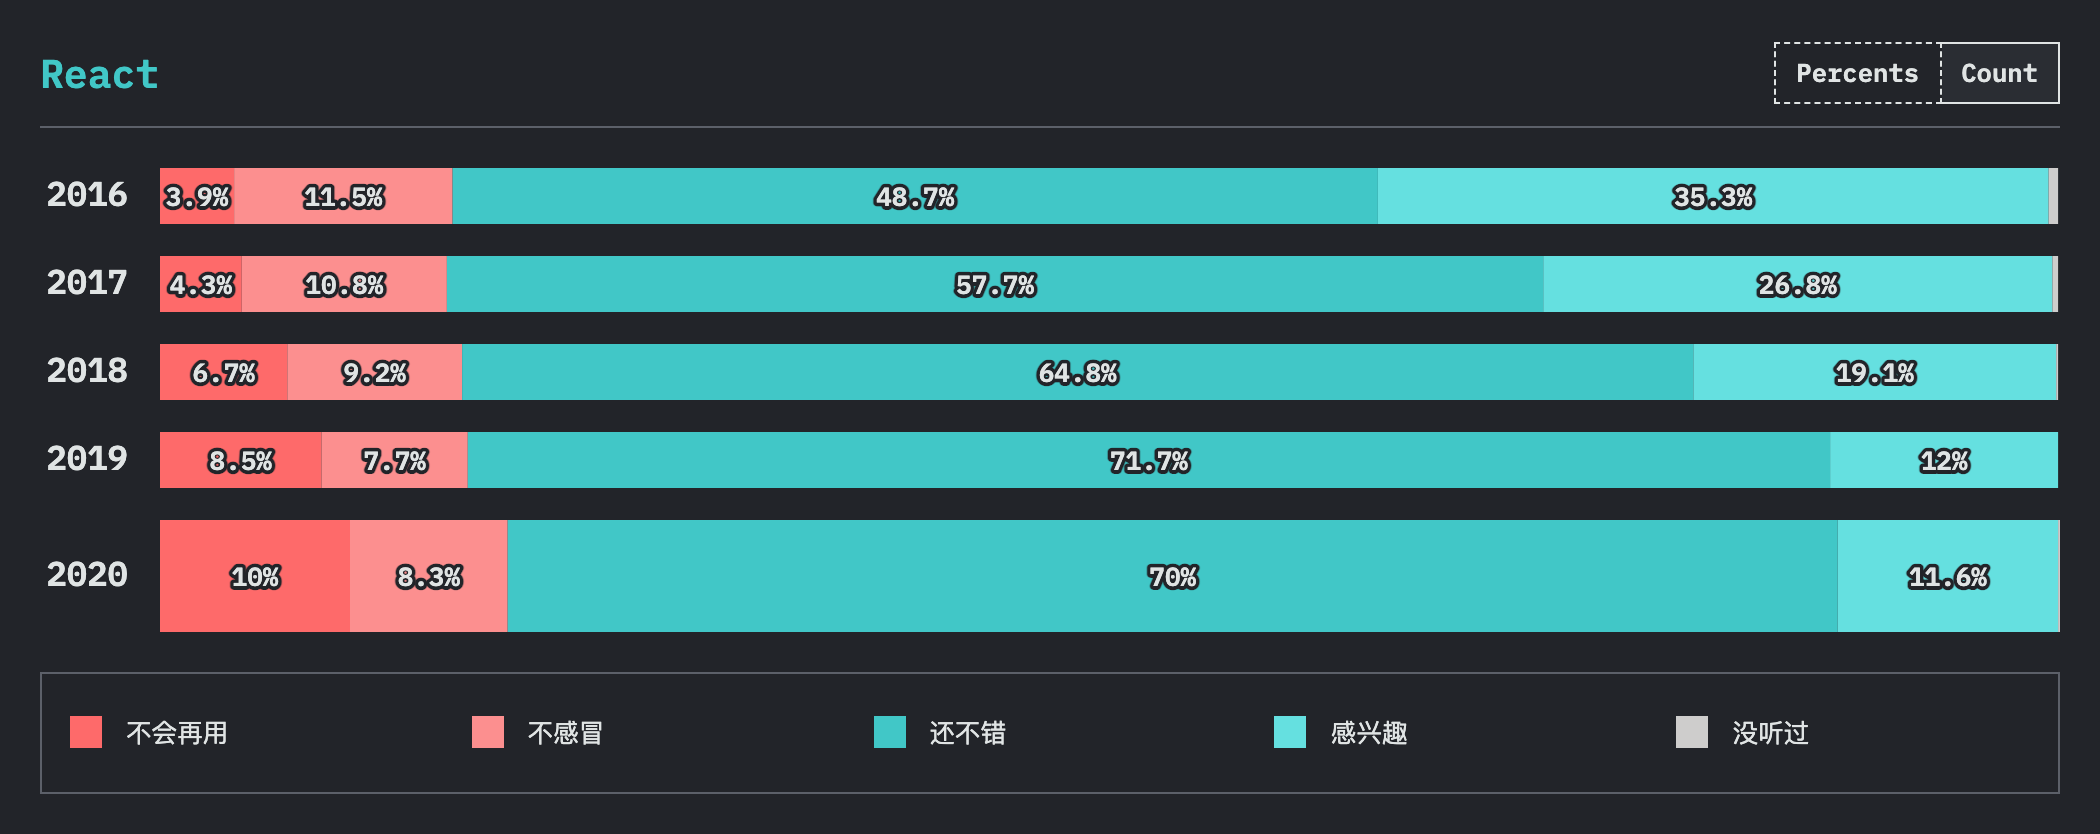 React
Percents Count
2016 3.9% 11.5% 48.7% 35.3%
2017 4.3% 10.8% 57.7% 26.8%
2018 6.7% 9.2% 64.8% 19.1%
2019 8.5% 7.7% 71.7% 12%
2020 10% 8.3% 70% 11.6%
不会再用 不感冒 还不错 感兴趣 没听过